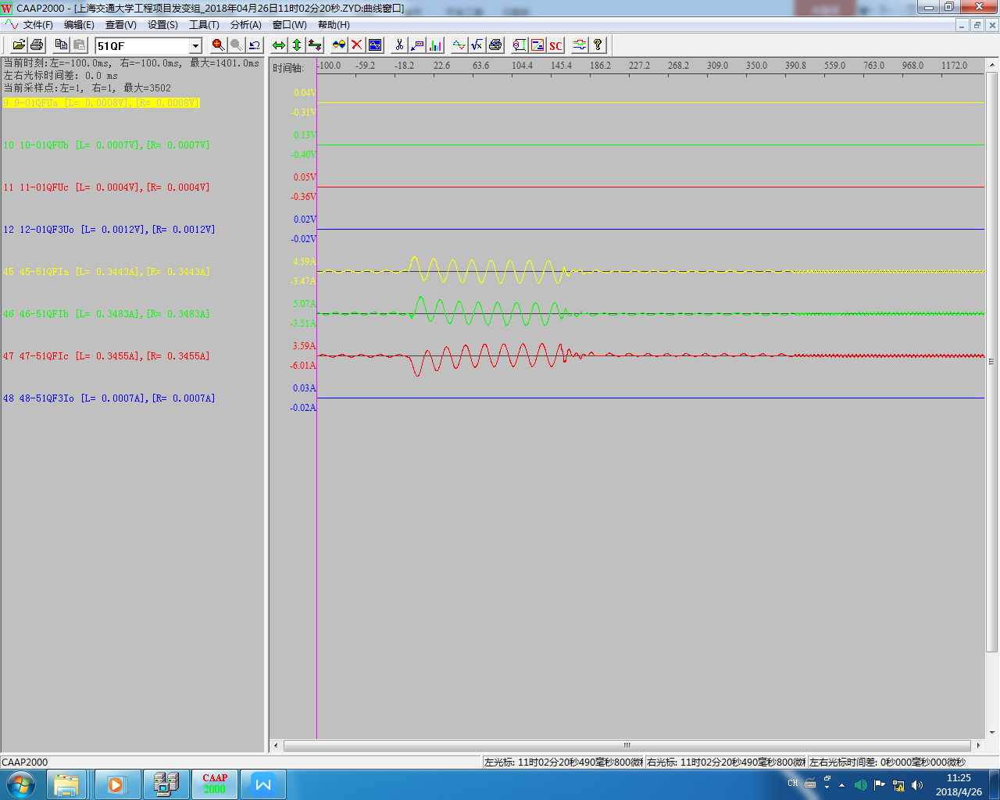 CAAP2000 - [上海交通大学工程项目发变组_2018年04月26日11时02分20秒.ZYD:曲线窗口]
文件(F) 编辑(E) 查看(V) 设置(S) 工具(T) 分析(A) 窗口(W) 帮助(H)
51QF
SC
当前时刻:左=-100.0ms, 右=-100.0ms, 最大=1401.0ms
左右光标时间差: 0.0 ms
当前采样点:左=1, 右=1, 最大=3502
时间轴:
-100.0 -59.2 -18.2 22.6 63.6 104.4 145.4 186.2 227.2 268.2 309.0 350.0 390.8 559.0 763.0 968.0 1172.0
9 9-01QFUa [L= 0.0008V],[R= 0.0008V]
0.04V
-0.31V
10 10-01QFUb [L= 0.0007V],[R= 0.0007V]
0.13V
-0.40V
11 11-01QFUc [L= 0.0004V],[R= 0.0004V]
0.05V
-0.36V
12 12-01QF3Uo [L= 0.0012V],[R= 0.0012V]
0.02V
-0.02V
45 45-51QFIa [L= 0.3443A],[R= 0.3443A]
4.59A
-3.47A
46 46-51QFIb [L= 0.3483A],[R= 0.3483A]
5.07A
-3.51A
47 47-51QFIc [L= 0.3455A],[R= 0.3455A]
3.59A
-6.01A
48 48-51QF3Io [L= 0.0007A],[R= 0.0007A]
0.03A
-0.02A
CAAP2000
左光标: 11时02分20秒490毫秒800微 右光标: 11时02分20秒490毫秒800微 左右光标时间差: 0秒000毫秒000微秒
CAAP
2000
W
CH
11:25
2018/4/26